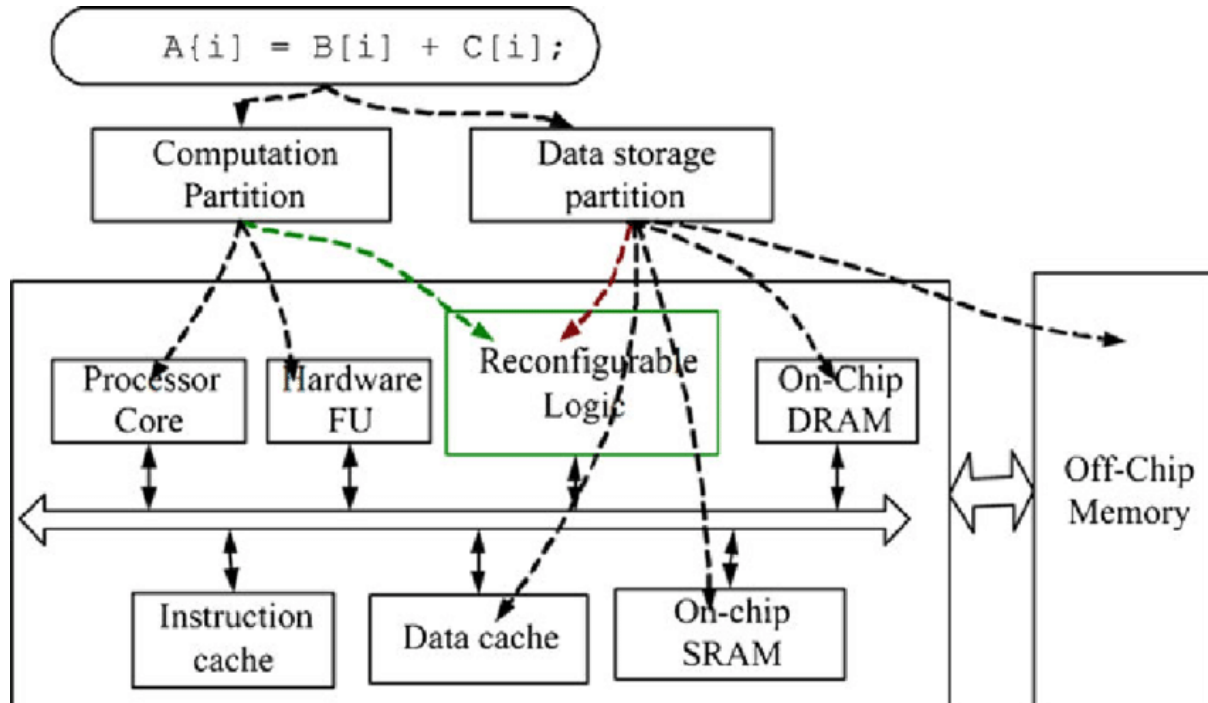 A{i] = B[i] + C[i];
Computation
Partition
Data storage
partition
Processor
Core
Hardware
FU
Reconfigurable
Logic
On-Chip
DRAM
Off-Chip
Memory
Instruction
cache
Data cache
On-chip
SRAM